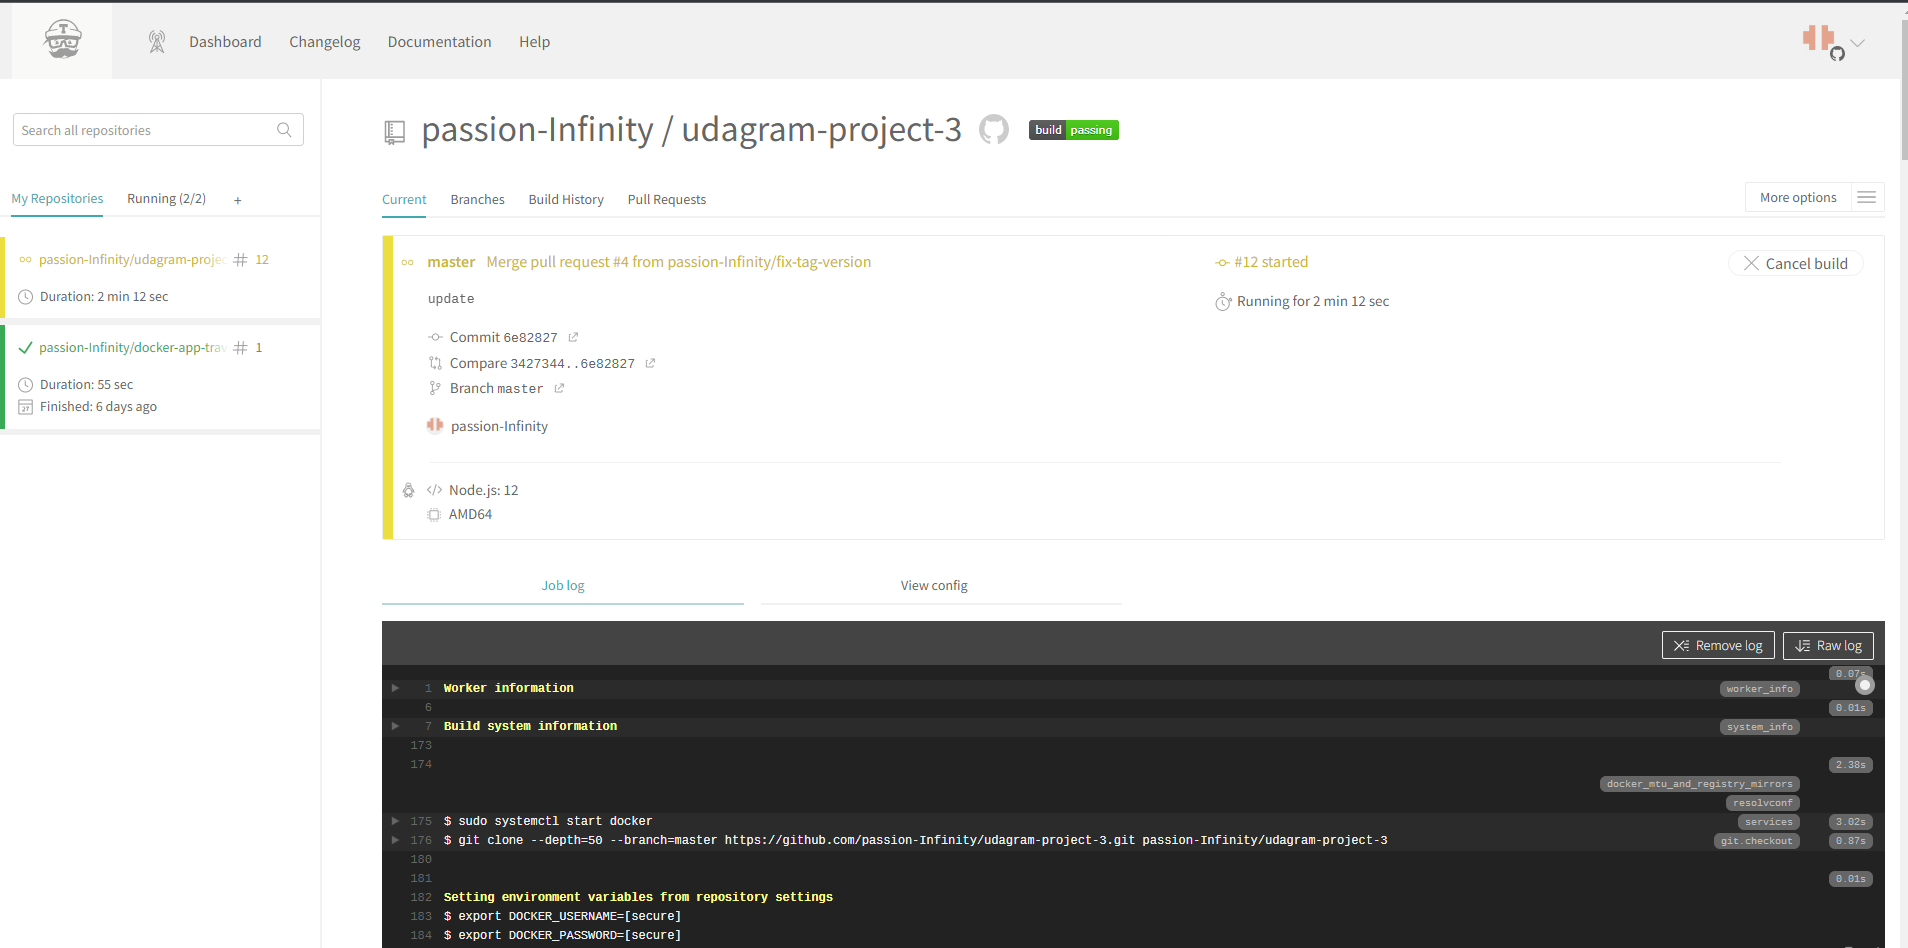 Dashboard Changelog Documentation Help
Search all repositories
My Repositories Running (2/2) +
passion-Infinity/udagram-projec # 12
Duration: 2 min 12 sec
passion-Infinity/docker-app-trav # 1
Duration: 55 sec
Finished: 6 days ago
passion-Infinity / udagram-project-3 build passing
Current Branches Build History Pull Requests
More options
master Merge pull request #4 from passion-Infinity/fix-tag-version
update
Commit 6e82827
Compare 3427344..6e82827
Branch master
passion-Infinity
#12 started
Running for 2 min 12 sec
Cancel build
Node.js: 12
AMD64
Job log View config
Remove log Raw log
0.07s
1 Worker information worker_info
6 0.01s
7 Build system information system_info
173
174 2.38s
docker_mtu_and_registry_mirrors
resolvconf
175 $ sudo systemctl start docker services 3.02s
176 $ git clone --depth=50 --branch=master https://github.com/passion-Infinity/udagram-project-3.git passion-Infinity/udagram-project-3 git.checkout 0.87s
180
181 0.01s
182 Setting environment variables from repository settings
183 $ export DOCKER_USERNAME=[secure]
184 $ export DOCKER_PASSWORD=[secure]